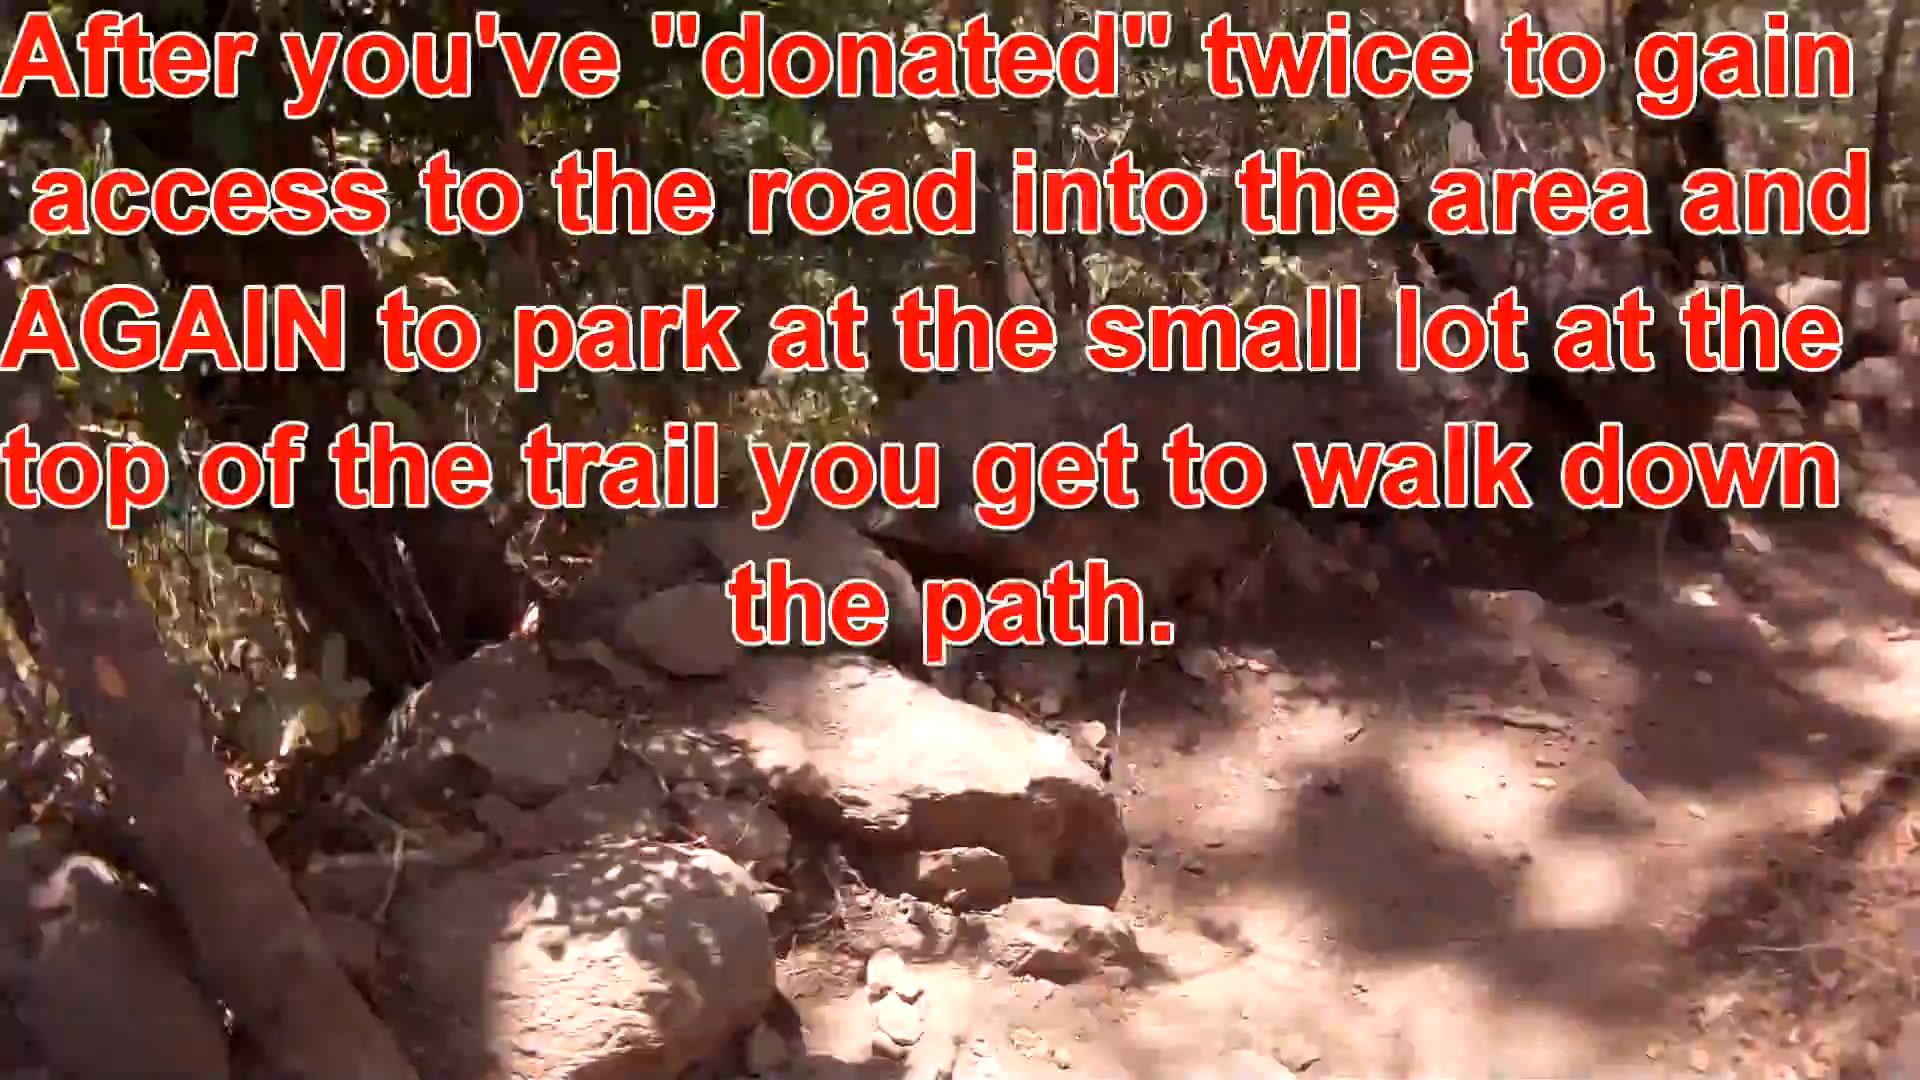 After you've "donated" twice to gain
access to the road into the area and
AGAIN to park at the small lot at the
top of the trail you get to walk down
the path.